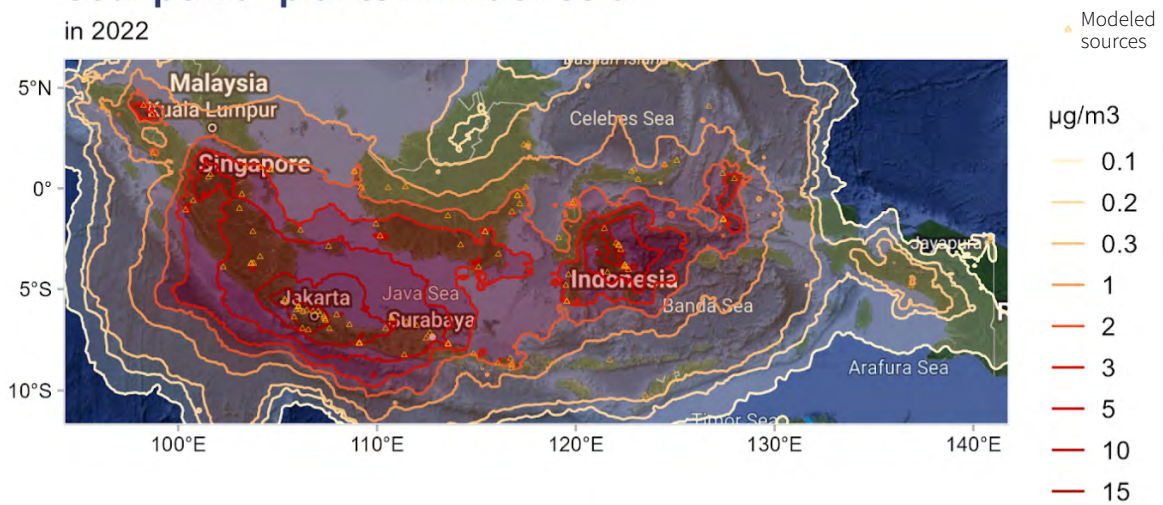 in 2022
Modeled
sources
5°N
0°
5°S
10°S
Malaysia
Kuala Lumpur
Singapore
Celebes Sea
Jayapura
Indonesia
Jakarta
Java Sea
Surabaya
Banda Sea
Arafura Sea
Timor Sea
100°E
110°E
120°E
130°E
140°E
μg/m3
0.1
0.2
0.3
1
2
3
5
10
15